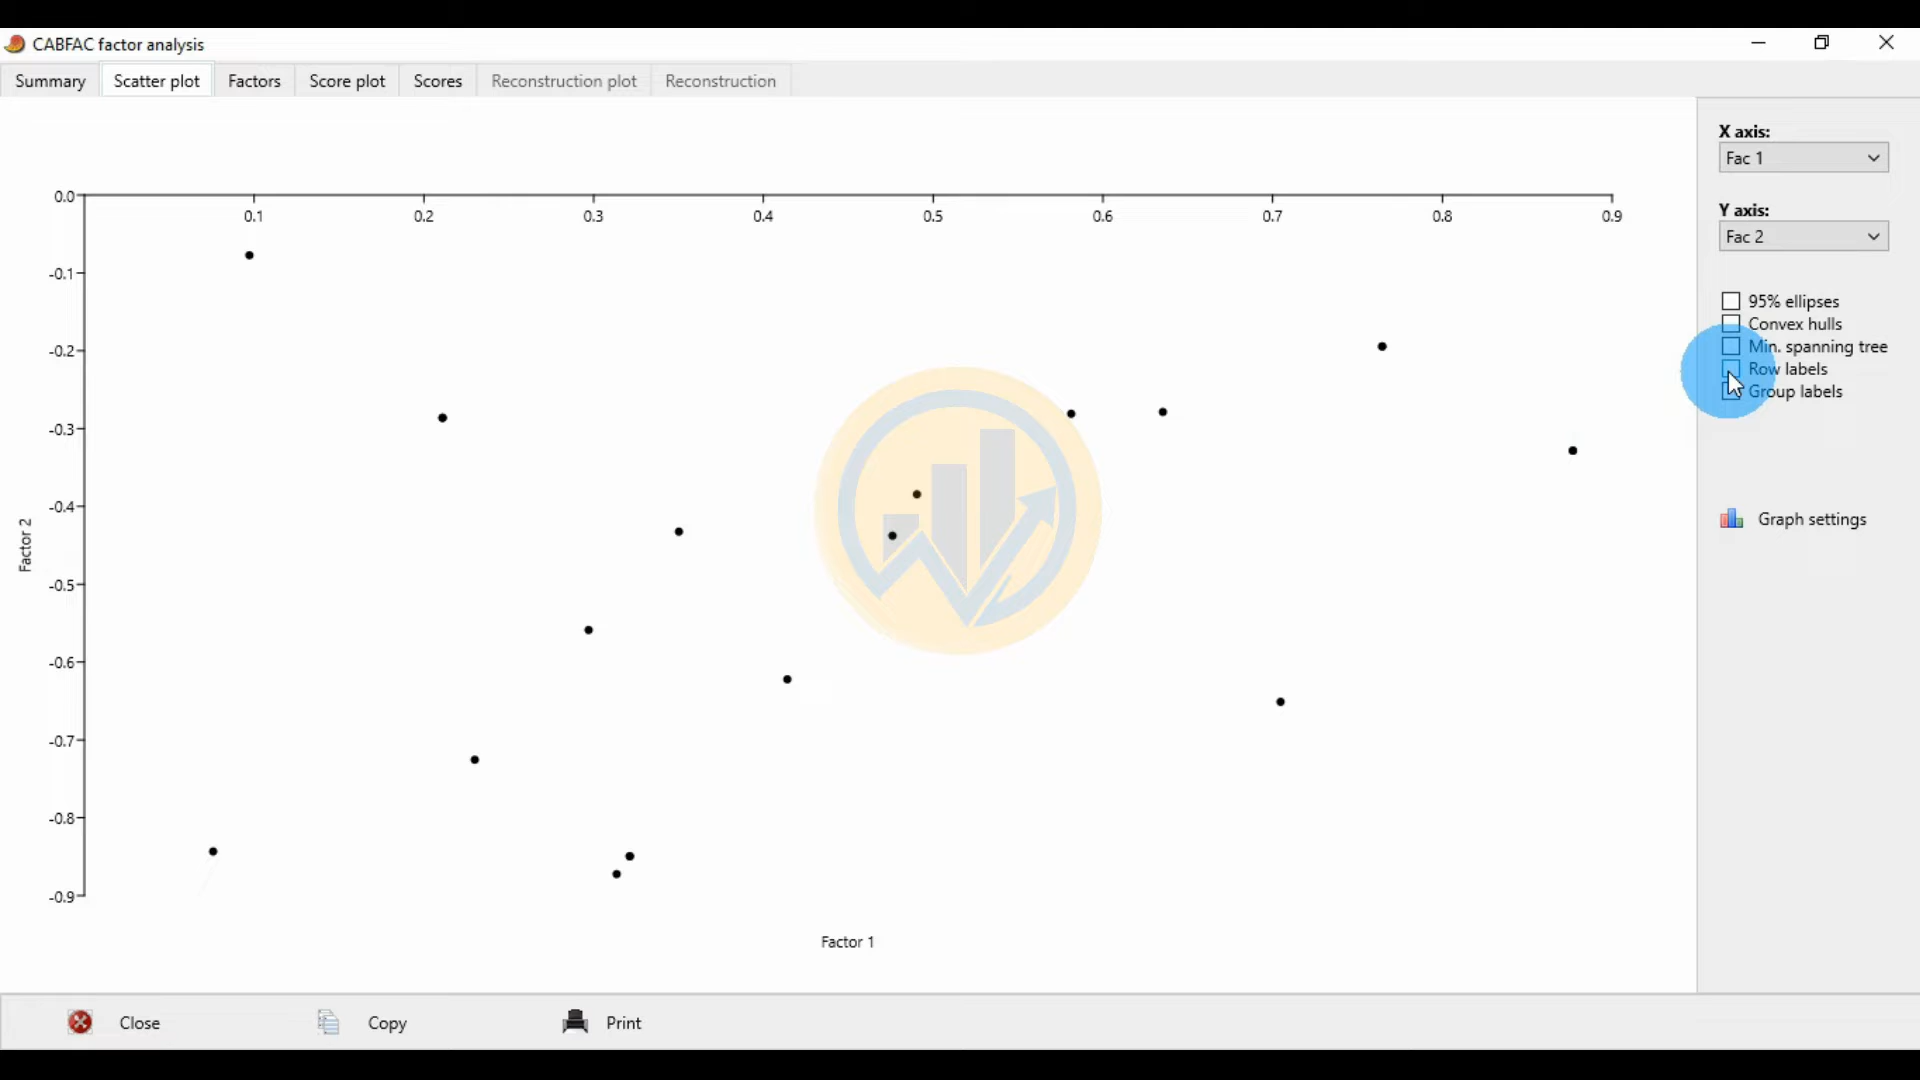 CABFAC factor analysis
Summary Scatter plot Factors Score plot Scores Reconstruction plot Reconstruction
X axis:
Fac 1
Y axis:
Fac 2
95% ellipses
Convex hulls
Min. spanning tree
Row labels
Group labels
Graph settings
0.0
0.1 0.2 0.3 0.4 0.5 0.6 0.7 0.8 0.9
-0.1
-0.2
-0.3
-0.4
-0.5
-0.6
-0.7
-0.8
-0.9
Factor 2
Factor 1
Close Copy Print